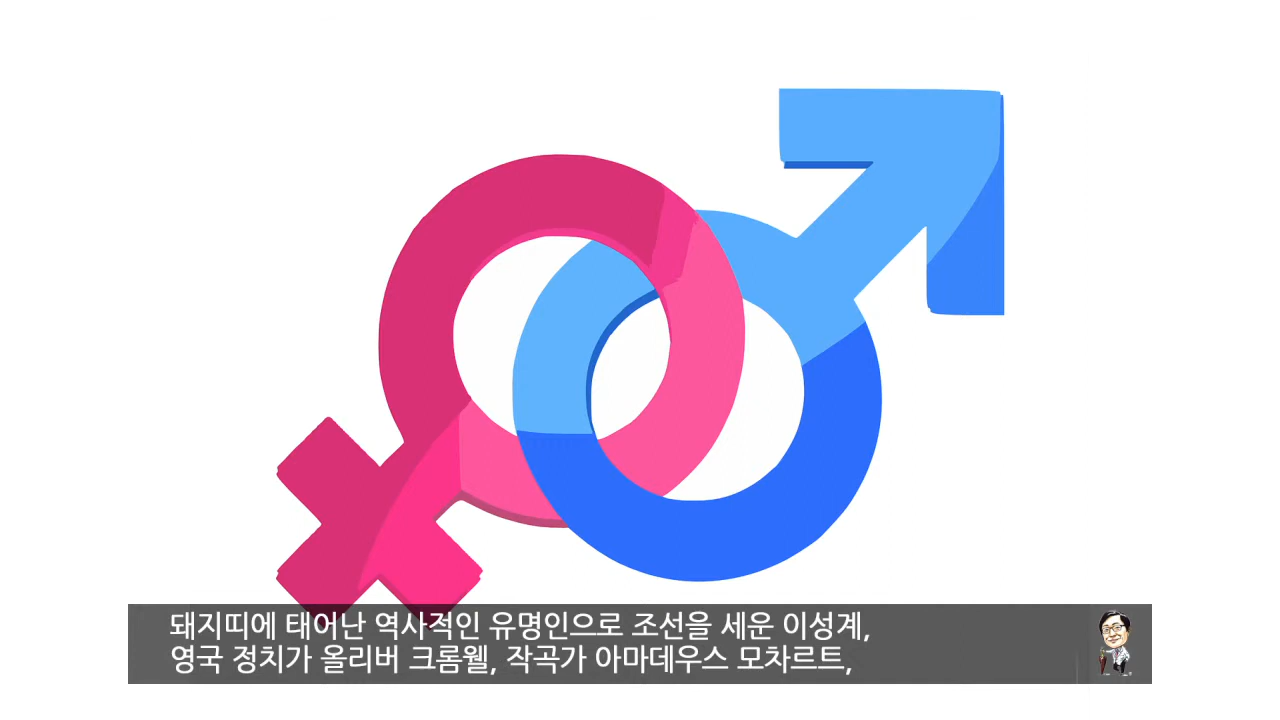 돼지띠에 태어난 역사적인 유명인으로 조선을 세운 이성계,
영국 정치가 올리버 크롬웰, 작곡가 아마데우스 모차르트,